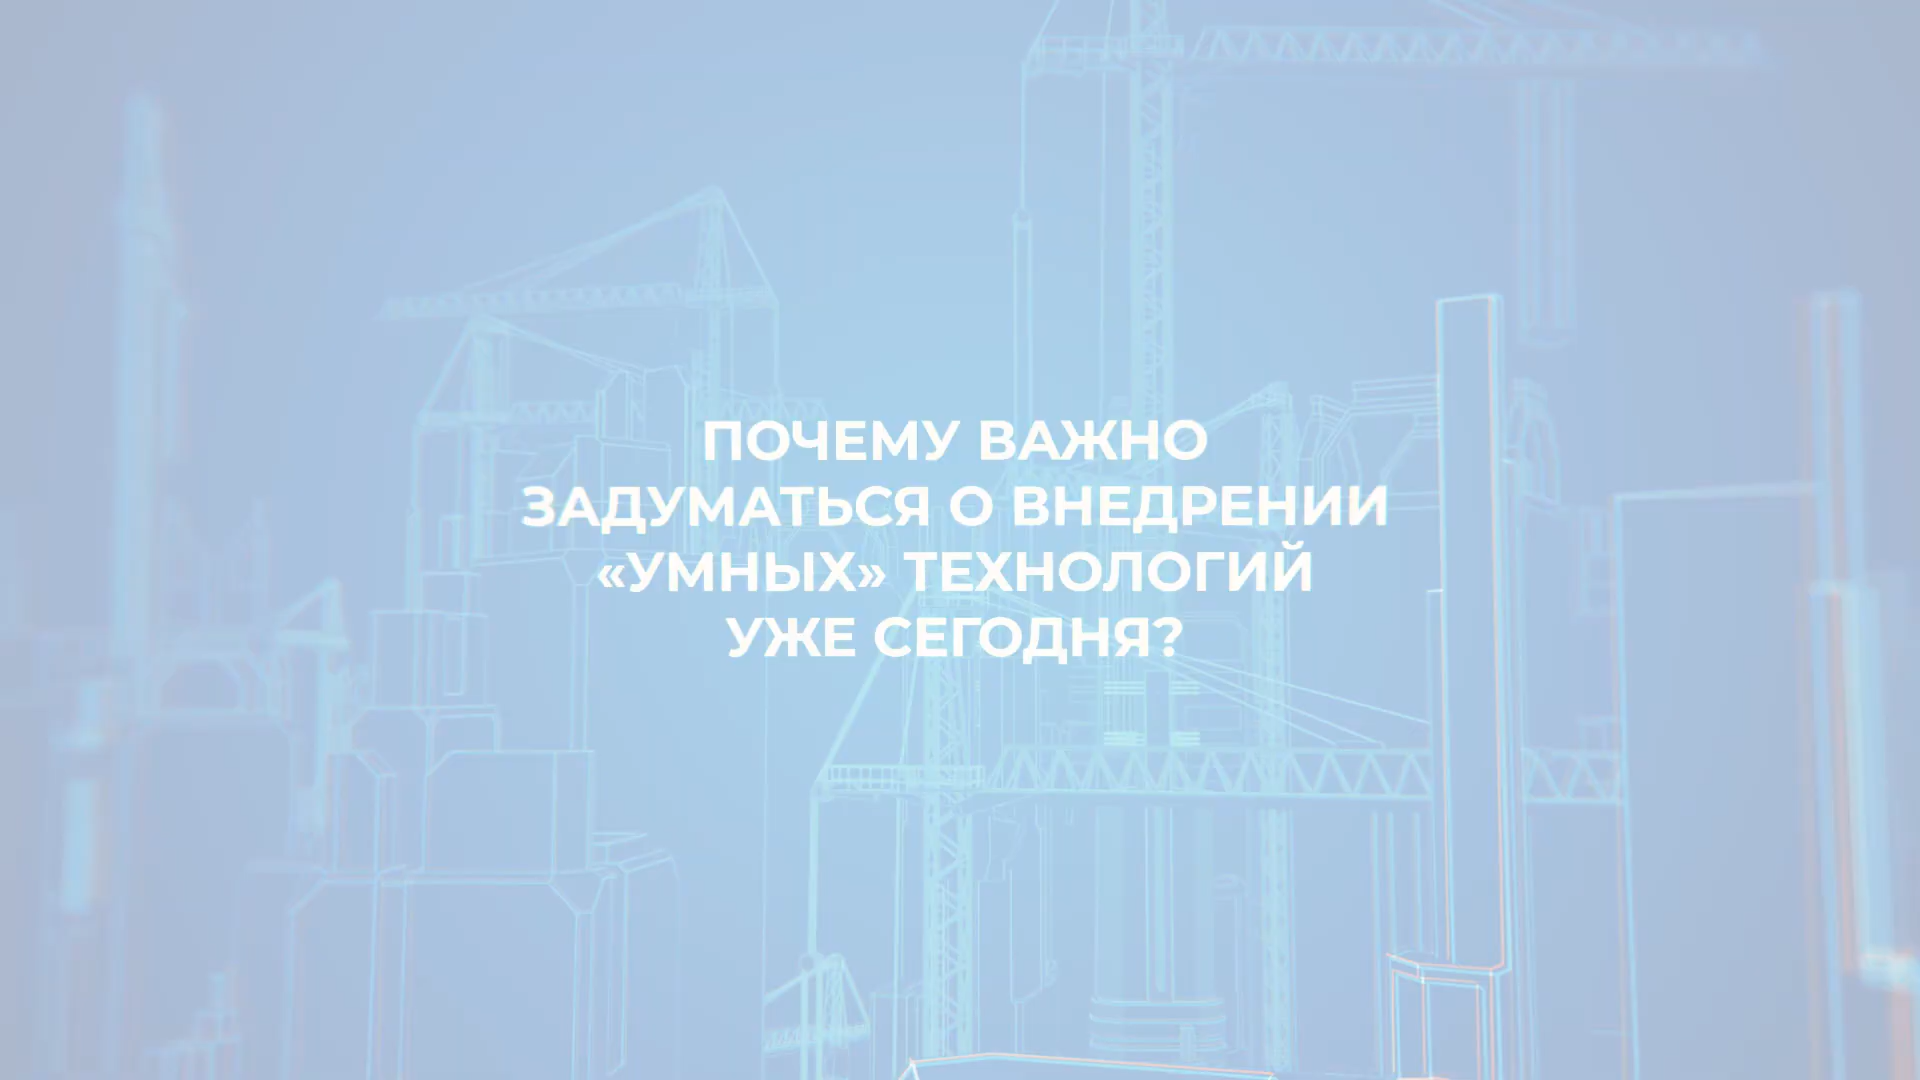 ПОЧЕМУ ВАЖНО
ЗАДУМАТЬСЯ О ВНЕДРЕНИИ
«УМНЫХ» ТЕХНОЛОГИЙ
УЖЕ СЕГОДНЯ?